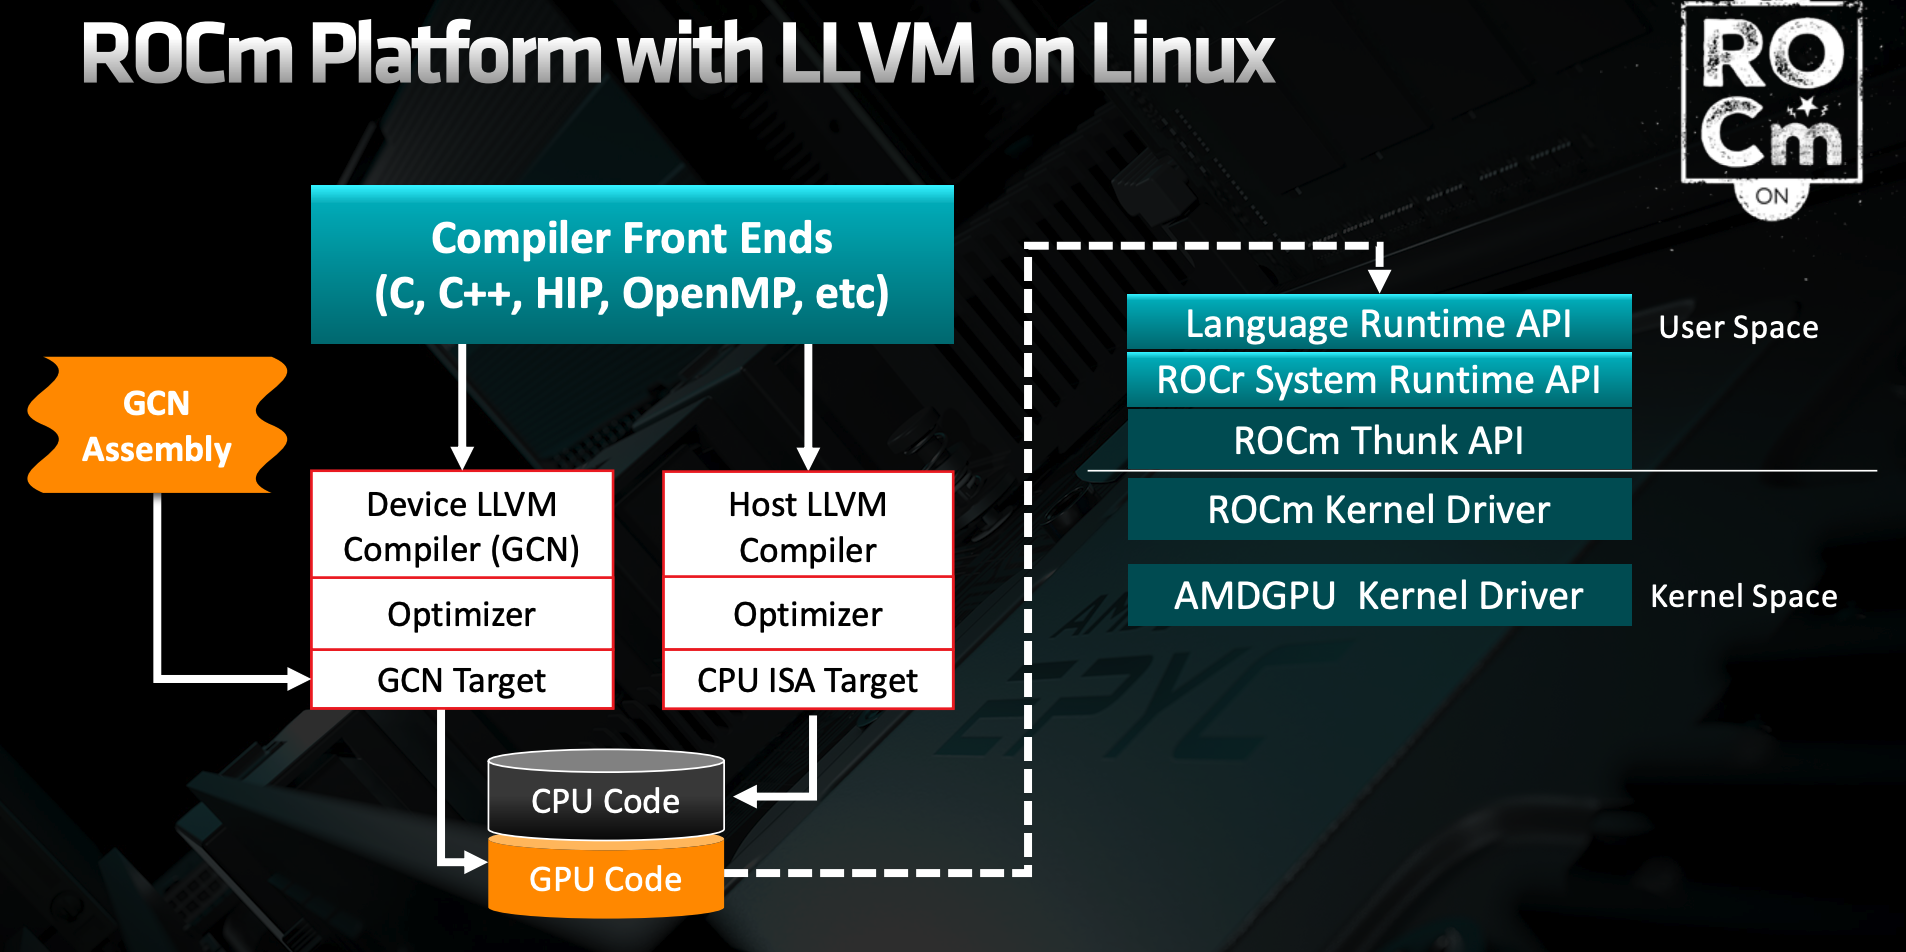 ROCm Platform with LLVM on Linux
RO
Cm
ON
Compiler Front Ends
(C, C++, HIP, OpenMP, etc)
GCN
Assembly
Device LLVM
Compiler (GCN)
Optimizer
GCN Target
Host LLVM
Compiler
Optimizer
CPU ISA Target
CPU Code
GPU Code
Language Runtime API
User Space
ROCr System Runtime API
ROCm Thunk API
ROCm Kernel Driver
AMDGPU  Kernel Driver
Kernel Space
AMD
EPYC